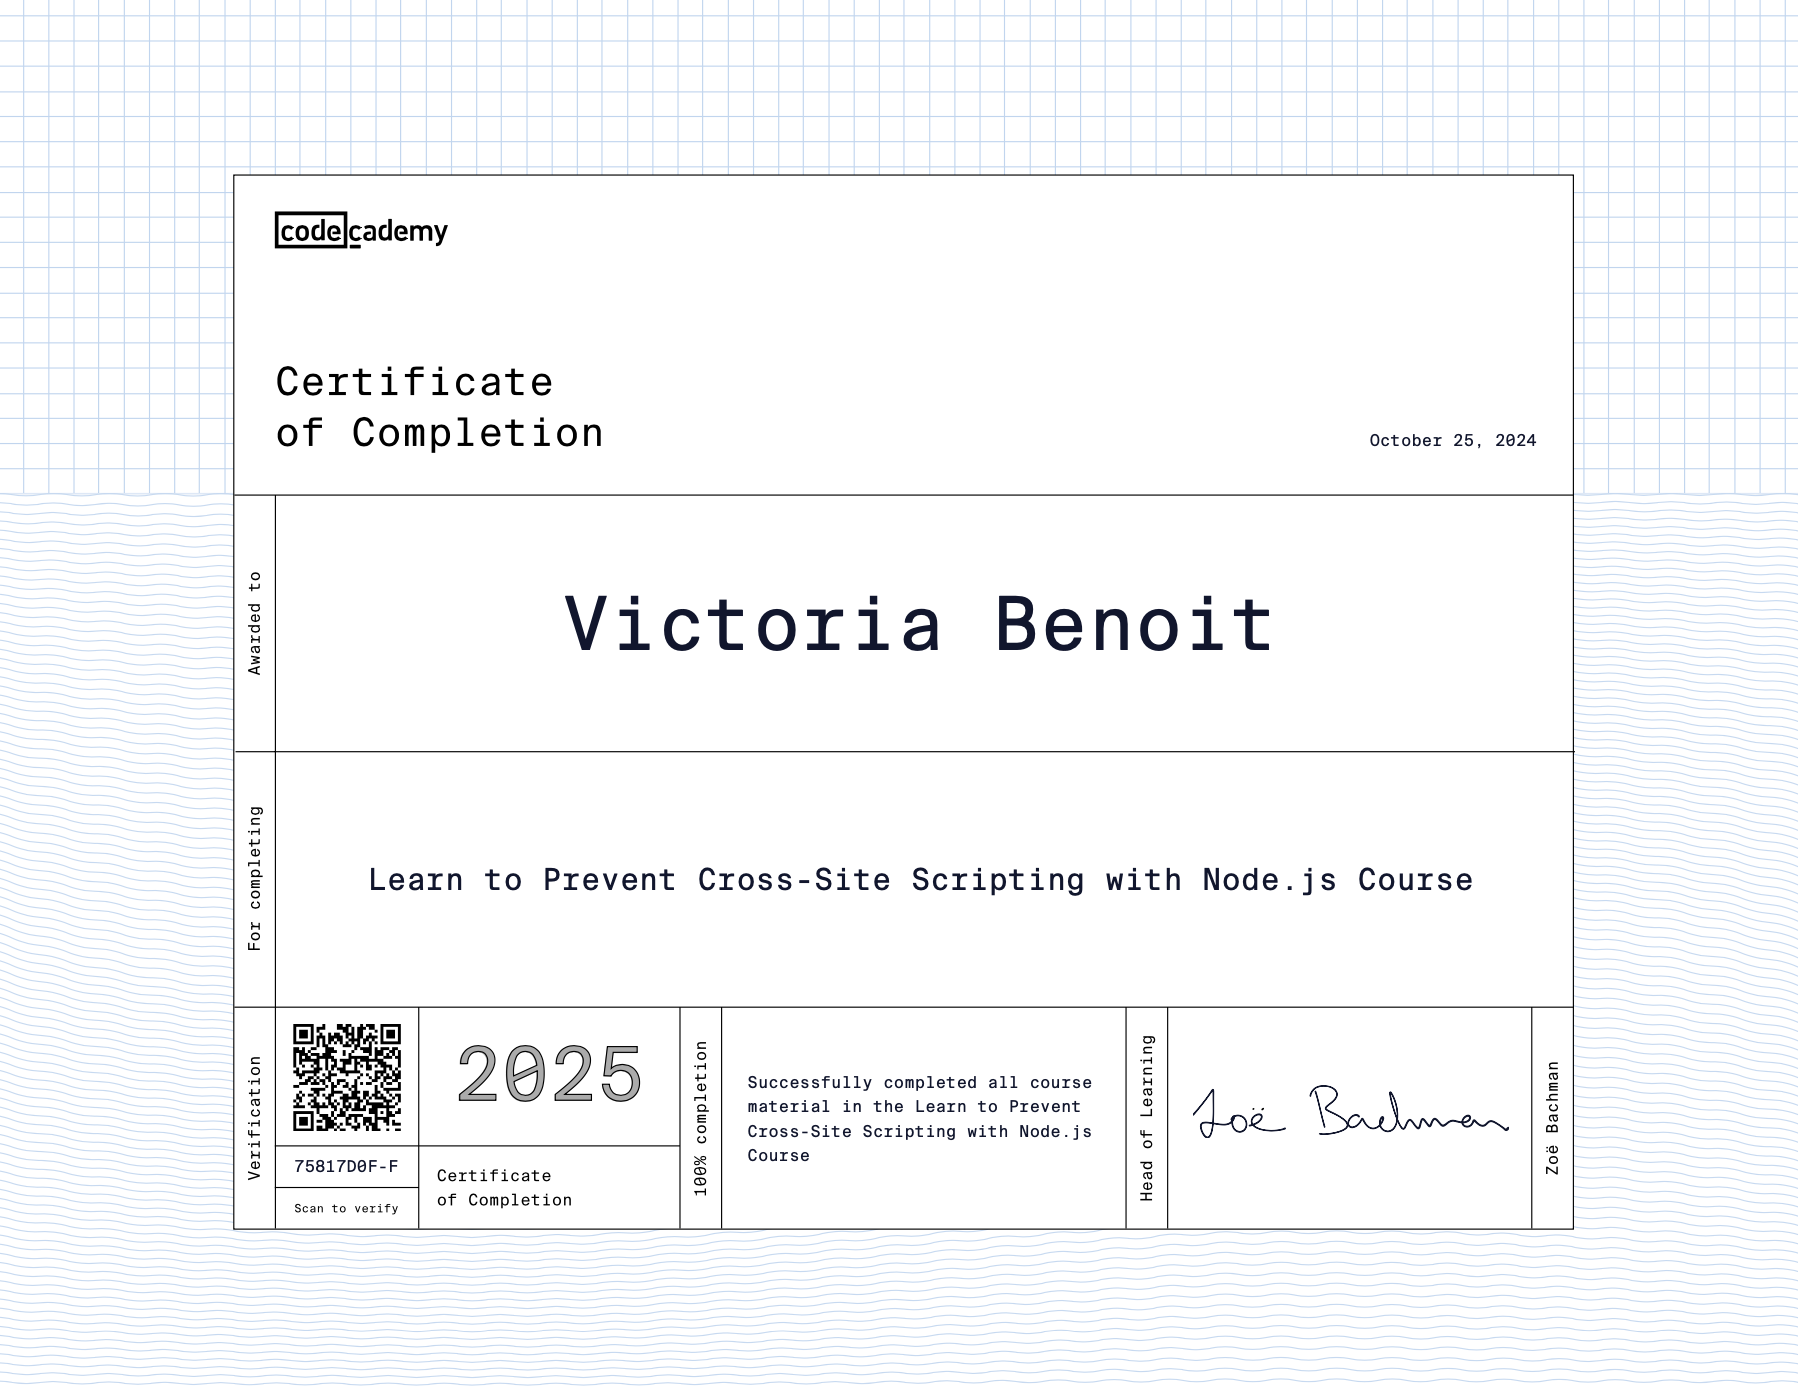 codecademy
Certificate
of Completion
October 25, 2024
Awarded to
Victoria Benoit
For completing
Learn to Prevent Cross-Site Scripting with Node.js Course
Verification
75817D0F-F
Scan to verify
2025
Certificate
of Completion
100% completion
Successfully completed all course
material in the Learn to Prevent
Cross-Site Scripting with Node.js
Course
Head of Learning
Zoë Bachman
Zoë Bachman